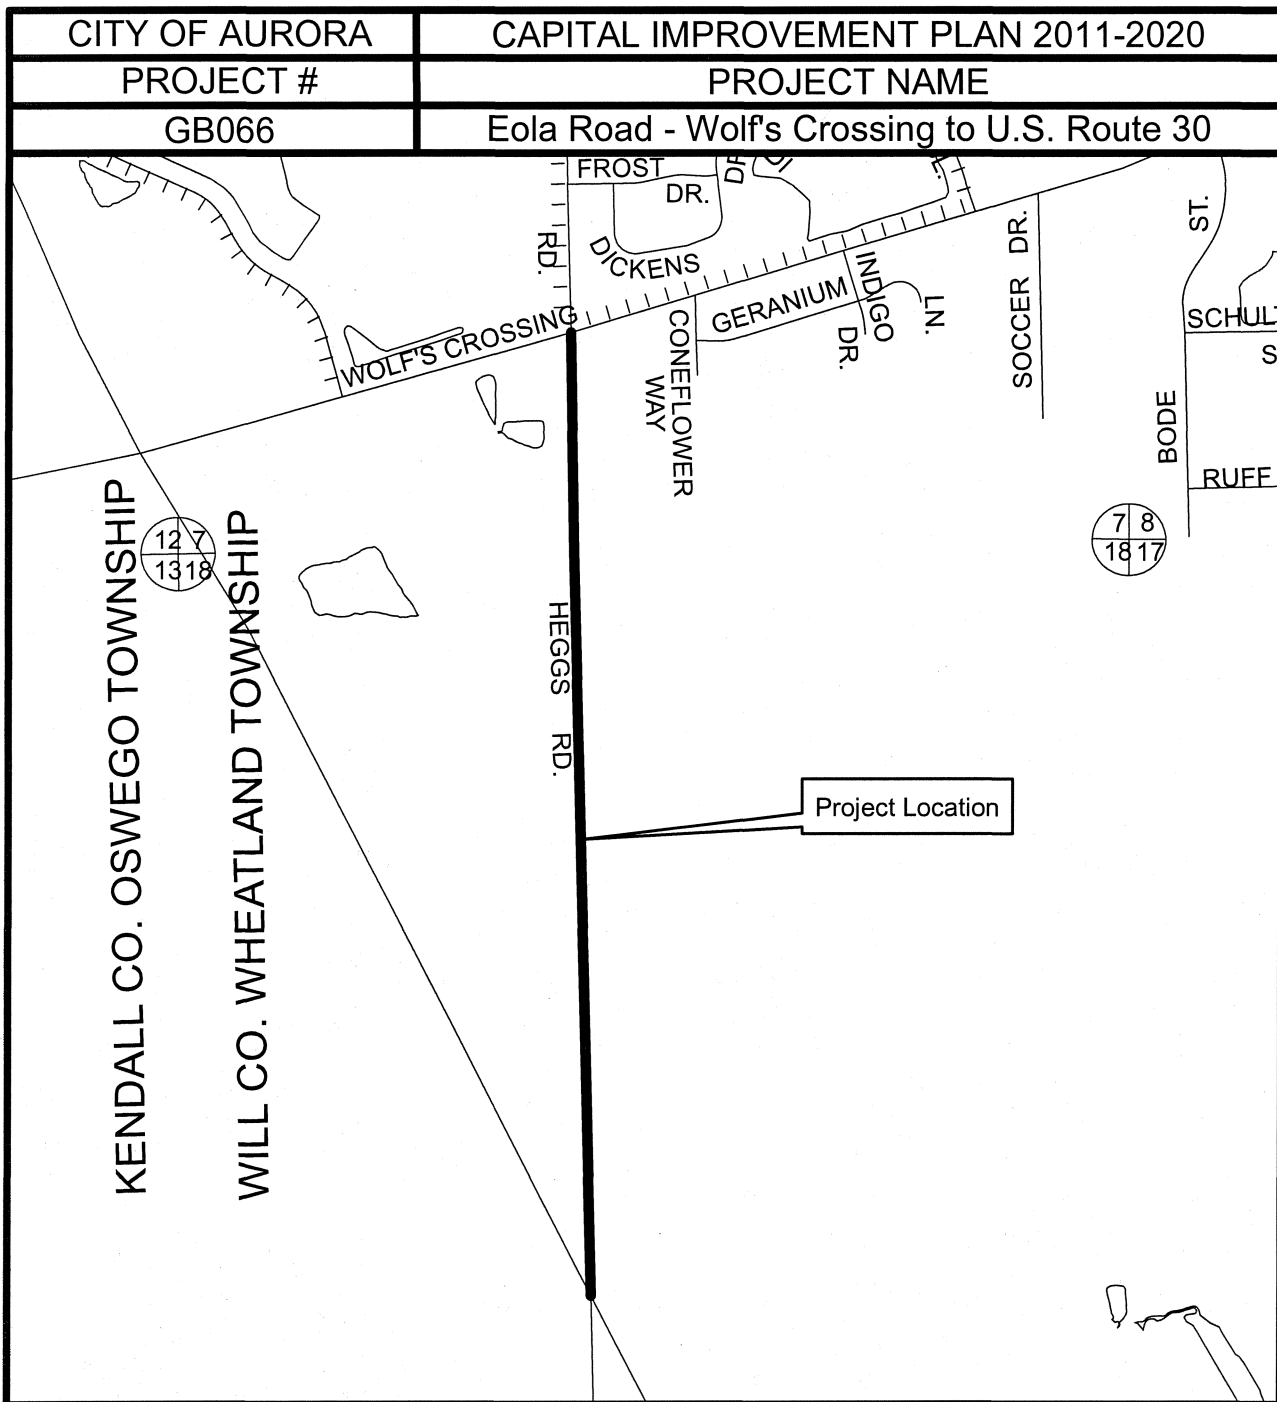 CITY OF AURORA
CAPITAL IMPROVEMENT PLAN 2011-2020
PROJECT #
PROJECT NAME
GB066
Eola Road - Wolf's Crossing to U.S. Route 30
FROST
DR.
RD.
DICKENS
WOLF'S CROSSING
GERANIUM
DR.
INDIGO
LN.
CONEFLOWER
WAY
SOCCER DR.
BODE
ST.
RUFF
12 7
13 18
7 8
18 17
KENDALL CO. OSWEGO TOWNSHIP
WILL CO. WHEATLAND TOWNSHIP
HEGGS RD.
Project Location